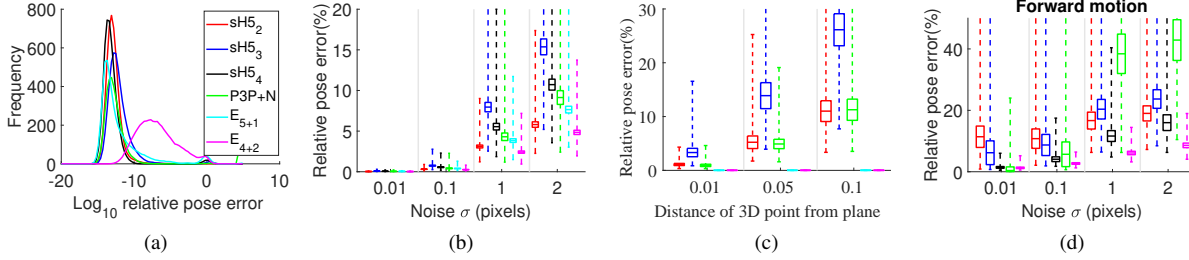 800
600
400
200
0
Frequency
-20
-10
0
Log10 relative pose error
sH5₂
sH5₃
sH5₄
P3P+N
E₅₊₁
E₄₊₂
(a)
20
15
10
5
0
Relative pose error(%)
0.01
0.1
1
2
Noise σ (pixels)
(b)
30
20
10
0
Relative pose error(%)
0.01
0.05
0.1
Distance of 3D point from plane
(c)
Forward motion
40
20
0
Relative pose error(%)
0.01
0.1
1
2
Noise σ (pixels)
(d)